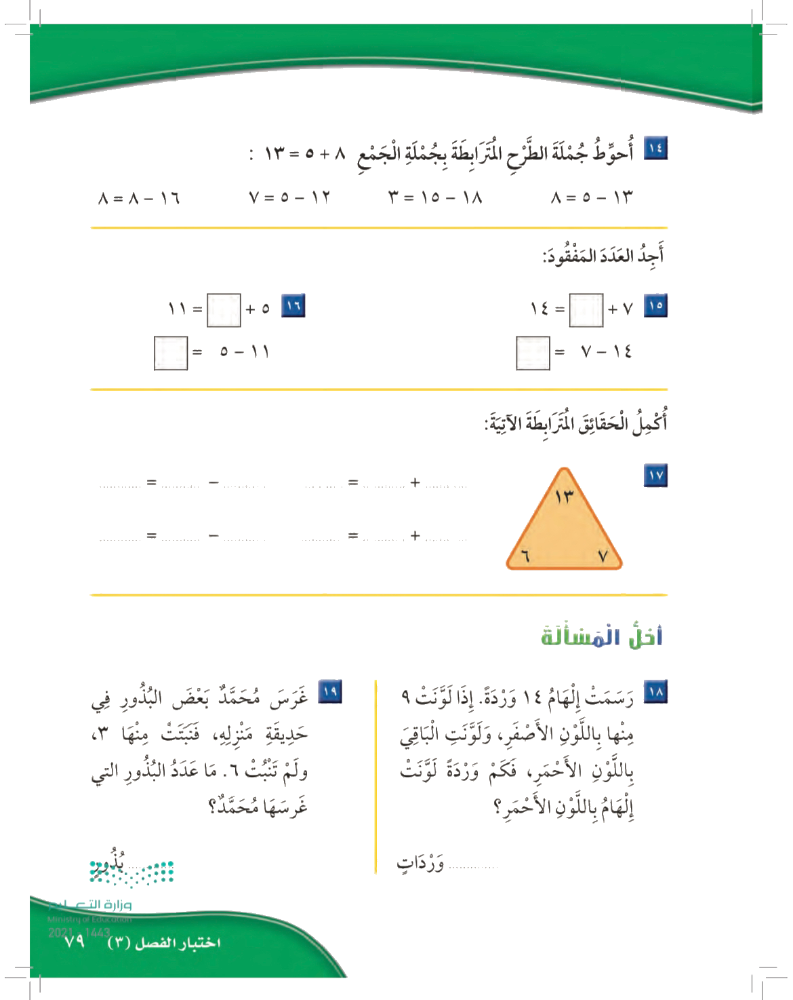 ١٤ أُحوِّطُ جُمْلَةَ الطَّرْحِ الْمُتَرَابِطَةَ بِجُمْلَةِ الْجَمْعِ ٨ + ٥ = ١٣ :
١٣ − ٥ = ٨ ١٨ − ١٥ = ٣ ١٢ − ٥ = ٧ ١٦ − ٨ = ٨
أَجِدُ العَدَدَ المَفْقُودَ:
١٥ ٧ + = ١٤ ١٦ ٥ + = ١١
١٤ − ٧ = ١١ − ٥ =
أُكْمِلُ الْحَقَائِقَ الْمُتَرَابِطَةَ الآتِيَةَ:
١٧
+ = − =
١٣
+ = − =
٧ ٦
أَحُلُّ الْمَسْأَلَةَ
١٨ رَسَمَتْ إِلْهَامُ ١٤ وَرْدَةً. إِذَا لَوَّنَتْ ٩
مِنْها بِاللَّوْنِ الأَصْفَرِ، وَلَوَّنَتِ الْبَاقِيَ
بِاللَّوْنِ الأَحْمَرِ، فَكَمْ وَرْدَةً لَوَّنَتْ
إِلْهَامُ بِاللَّوْنِ الأَحْمَرِ؟
............ وَرْدَاتٍ
١٩ غَرَسَ مُحَمَّدٌ بَعْضَ البُذُورِ فِي
حَدِيقَةِ مَنْزِلِهِ، فَنَبَتَتْ مِنْهَا ٣،
ولَمْ تَنْبُتْ ٦. مَا عَدَدُ البُذُورِ التي
غَرسَهَا مُحَمَّدٌ؟
............ بُذُورٍ
وزارة التعليم
Ministry of Education
2021 - 1443
اختبار الفصل (٣) ٧٩